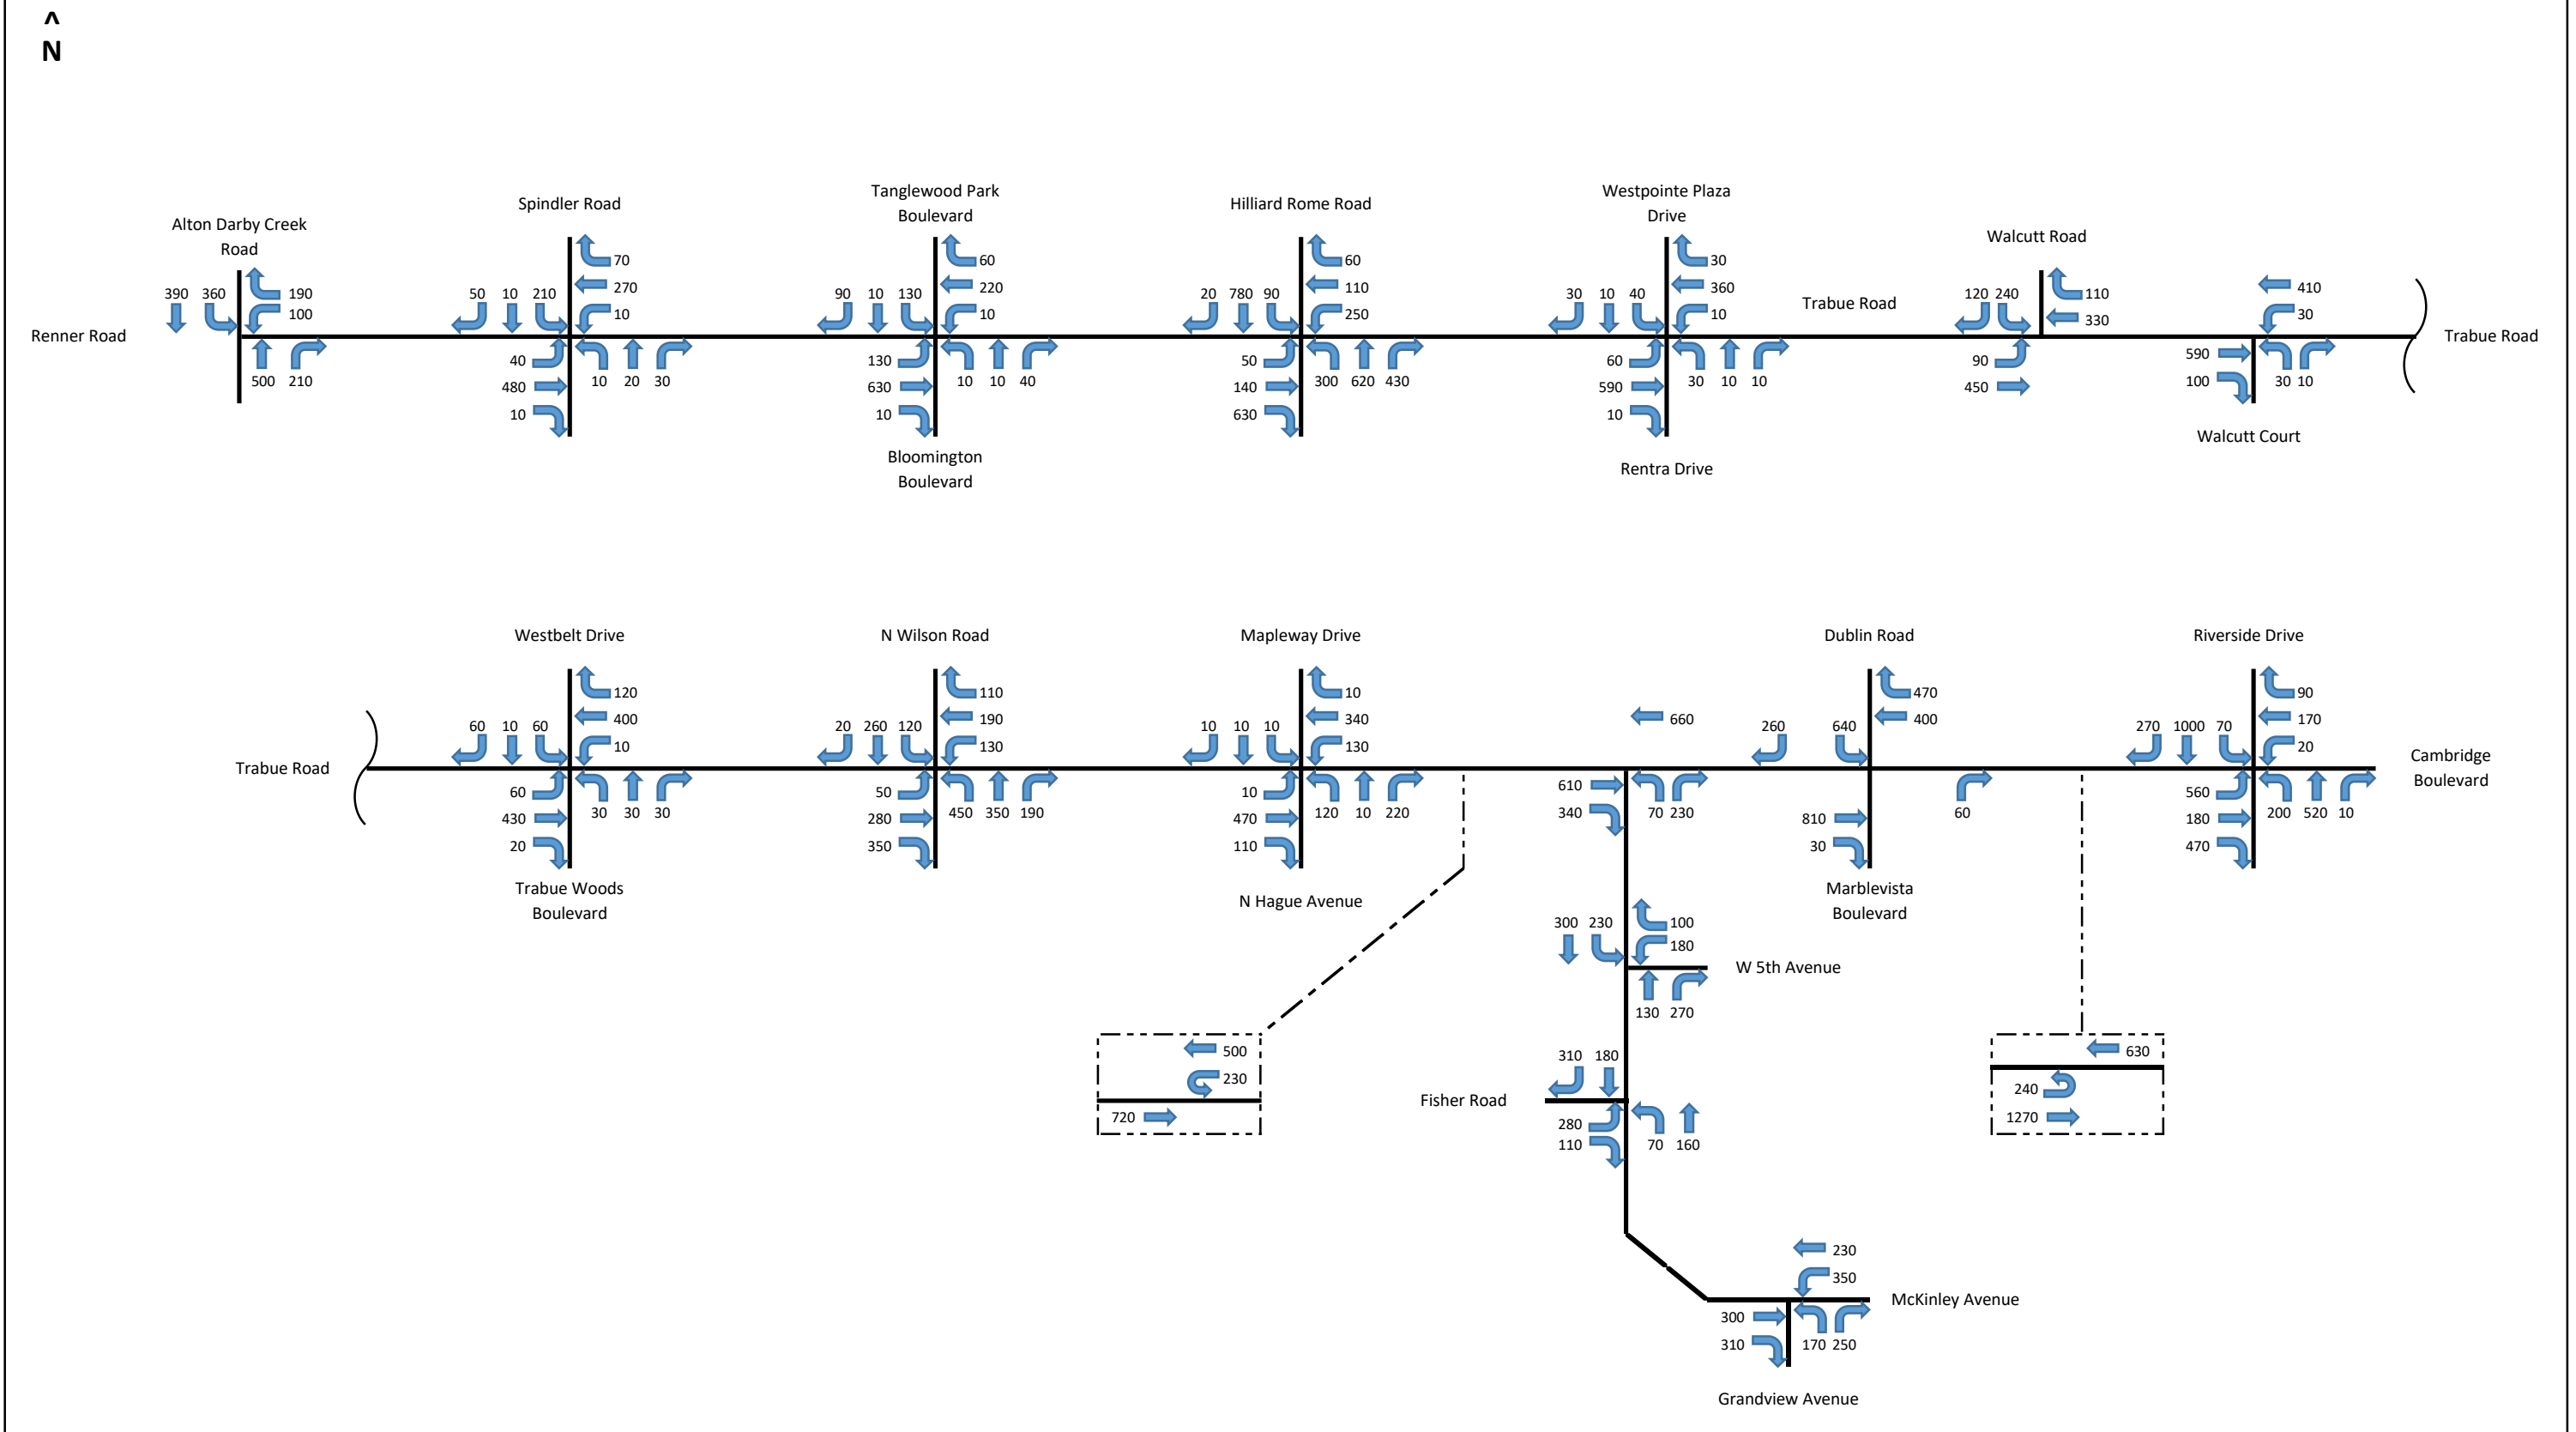 ^
N
Alton Darby Creek
Road
390 360
190
100
Renner Road
500 210
Spindler Road
70
270
10
50 10 210
40
480
10
10 20 30
Tanglewood Park
Boulevard
60
220
10
90 10 130
130
630
10
10 10 40
Bloomington
Boulevard
Hilliard Rome Road
60
110
250
20 780 90
50
140
630
300 620 430
Westpointe Plaza
Drive
30
360
10
30 10 40
60
590
10
30 10 10
Rentra Drive
Trabue Road
Walcutt Road
120 240
110
330
90
450
410
30
590
100
30 10
Walcutt Court
Trabue Road
Trabue Road
Westbelt Drive
120
400
10
60 10 60
60
430
20
30 30 30
Trabue Woods
Boulevard
N Wilson Road
110
190
130
20 260 120
50
280
350
450 350 190
Mapleway Drive
10
340
130
10 10 10
10
470
110
120 10 220
N Hague Avenue
660
610
340
70 230
Dublin Road
470
400
260 640
810
30
60
Marblevista
Boulevard
Riverside Drive
90
170
20
270 1000 70
560
180
470
200 520 10
Cambridge
Boulevard
300 230
100
180
W 5th Avenue
130 270
500
230
720
310 180
Fisher Road
280
110
70 160
630
240
1270
230
350
McKinley Avenue
300
310
170 250
Grandview Avenue